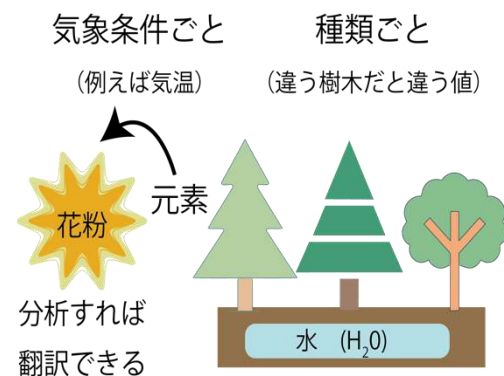 気象条件ごと
(例えば気温)
種類ごと
(違う樹木だと違う値)
元素
花粉
分析すれば
翻訳できる
水 (H₂0)